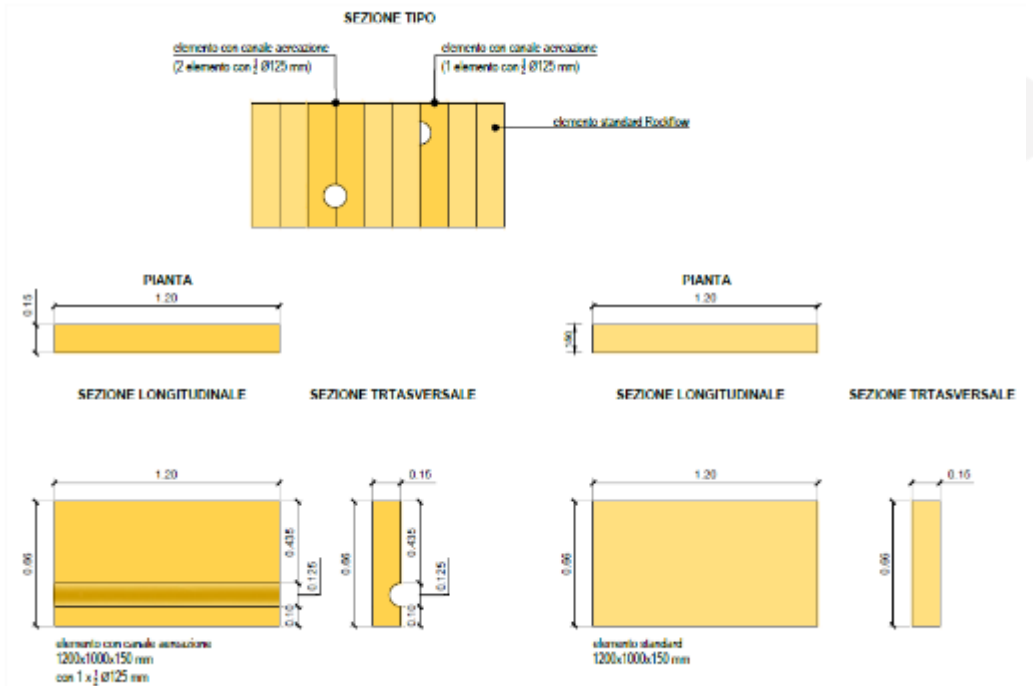 SEZIONE TIPO
elemento con canale aereazione
(2 elemento con ½ Ø125 mm)
elemento con canale aereazione
(1 elemento con ½ Ø125 mm)
elemento standard Rockflow
PIANTA
1.20
0.15
PIANTA
1.20
SEZIONE LONGITUDINALE
SEZIONE TRTASVERSALE
SEZIONE LONGITUDINALE
SEZIONE TRTASVERSALE
1.20
0.66
0.435
0.125
0.10
0.15
0.66
0.435
0.125
0.10
1.20
0.66
0.15
0.66
elemento con canale aereazione
1200x1000x150 mm
con 1 x ½ Ø125 mm
elemento standard
1200x1000x150 mm